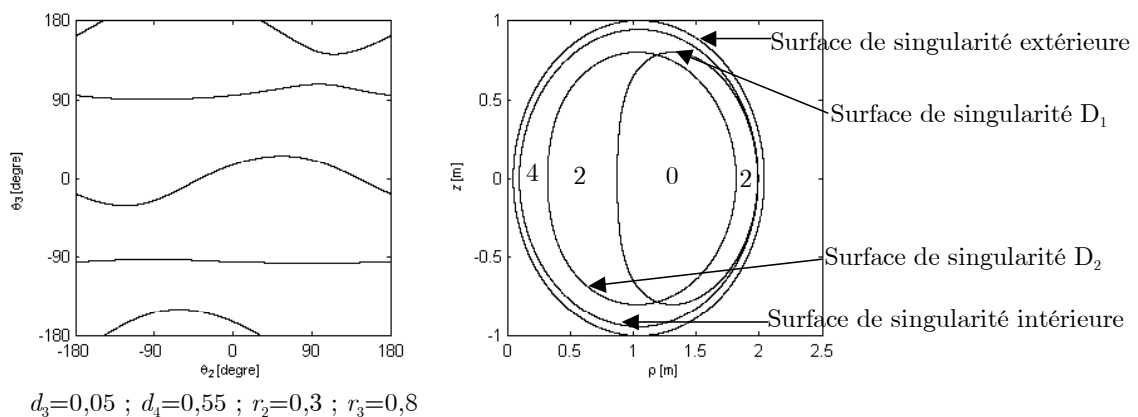 180
90
0
-90
-180
θ3 [degre]
-180 -90 0 90 180
θ2 [degre]
d3=0,05 ; d4=0,55 ; r2=0,3 ; r3=0,8
1
0.5
0
-0.5
-1
z [m]
0 0.5 1 1.5 2 2.5
ρ [m]
4 2 0 2
Surface de singularité extérieure
Surface de singularité D1
Surface de singularité D2
Surface de singularité intérieure